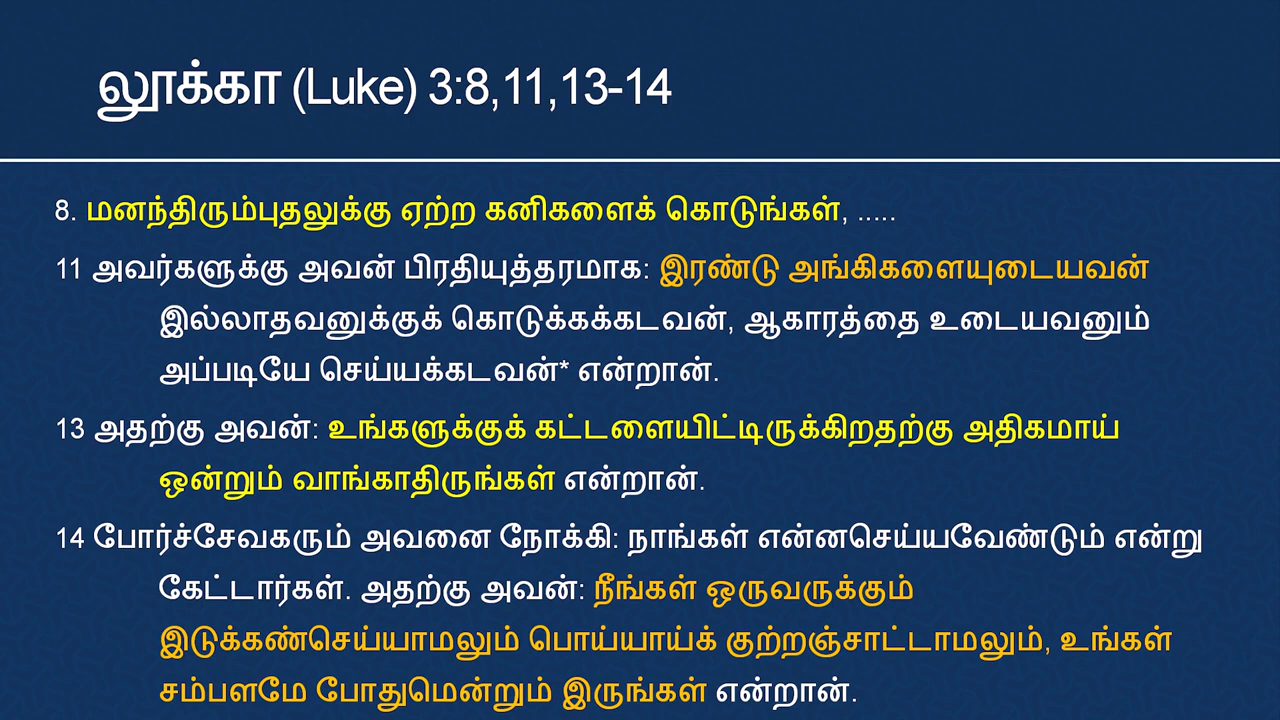 லூக்கா (Luke) 3:8,11,13-14
8. மனந்திரும்புதலுக்கு ஏற்ற கனிகளைக் கொடுங்கள், .....
11 அவர்களுக்கு அவன் பிரதியுத்தரமாக: இரண்டு அங்கிகளையுடையவன்
இல்லாதவனுக்குக் கொடுக்கக்கடவன், ஆகாரத்தை உடையவனும்
அப்படியே செய்யக்கடவன்* என்றான்.
13 அதற்கு அவன்: உங்களுக்குக் கட்டளையிட்டிருக்கிறதற்கு அதிகமாய்
ஒன்றும் வாங்காதிருங்கள் என்றான்.
14 போர்ச்சேவகரும் அவனை நோக்கி: நாங்கள் என்னசெய்யவேண்டும் என்று
கேட்டார்கள். அதற்கு அவன்: நீங்கள் ஒருவருக்கும்
இடுக்கண்செய்யாமலும் பொய்யாய்க் குற்றஞ்சாட்டாமலும், உங்கள்
சம்பளமே போதுமென்றும் இருங்கள் என்றான்.